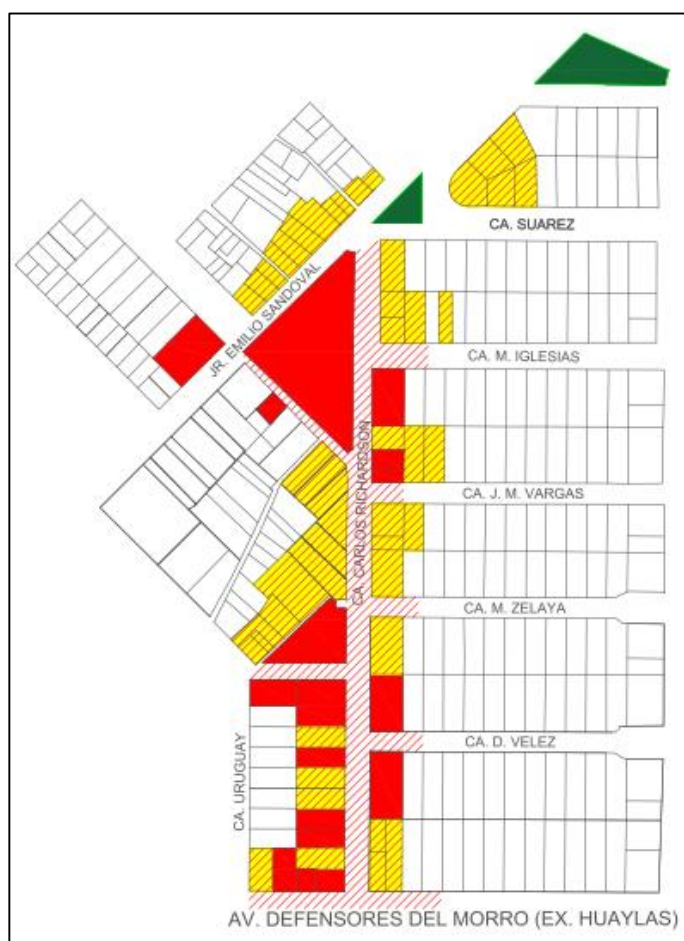 CA. SUAREZ
JR. EMILIO SANDOVAL
CA. M. IGLESIAS
CA. CARLOS RICHARDSON
CA. J. M. VARGAS
CA. M. ZELAYA
CA. URUGUAY
CA. D. VELEZ
AV. DEFENSORES DEL MORRO (EX. HUAYLAS)